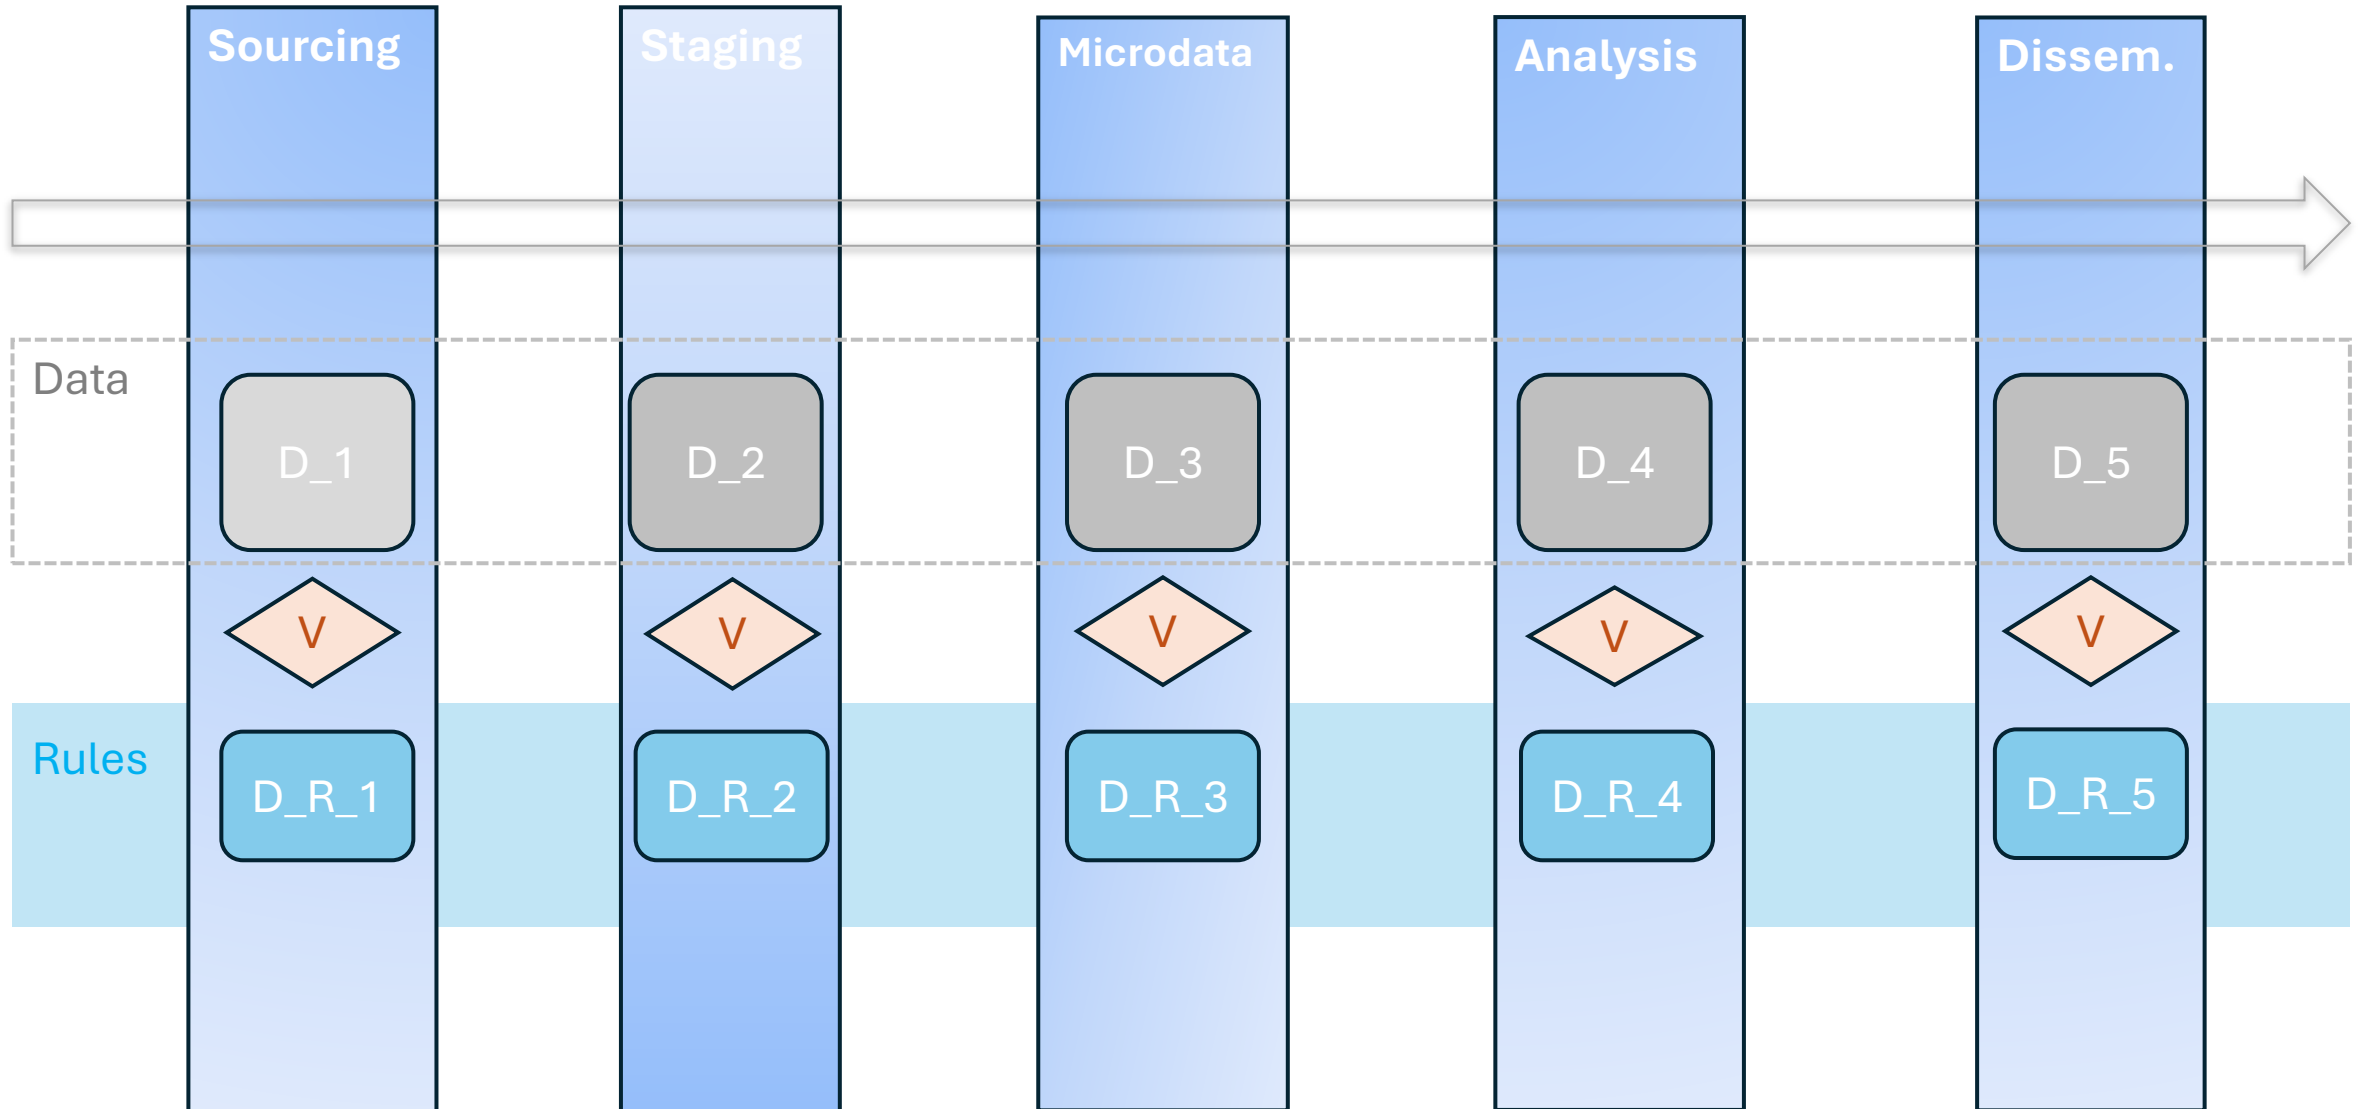 Sourcing
Staging
Microdata
Analysis
Dissem.
Data
D_1
D_2
D_3
D_4
D_5
V
V
V
V
V
Rules
D_R_1
D_R_2
D_R_3
D_R_4
D_R_5